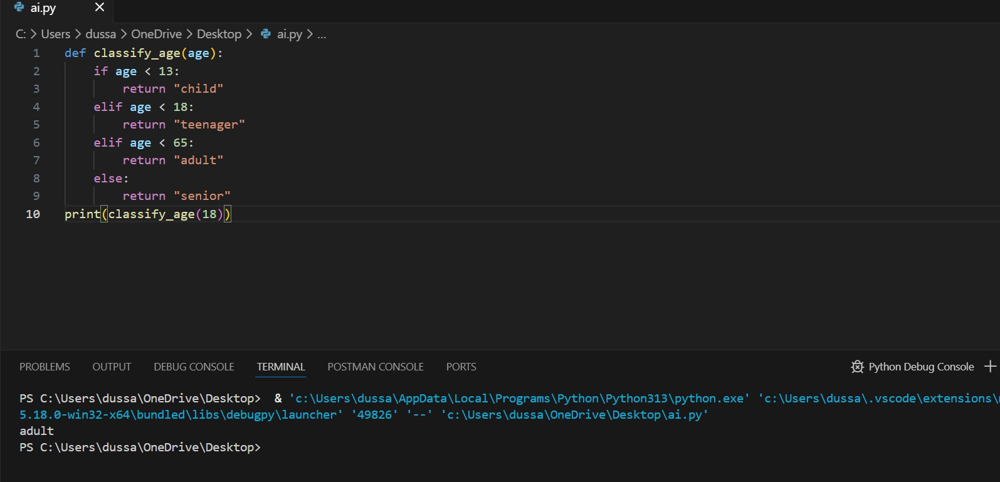 ai.py
C: > Users > dussa > OneDrive > Desktop > ai.py > ...
1 def classify_age(age):
2     if age < 13:
3         return "child"
4     elif age < 18:
5         return "teenager"
6     elif age < 65:
7         return "adult"
8     else:
9         return "senior"
10 print(classify_age(18))
PROBLEMS OUTPUT DEBUG CONSOLE TERMINAL POSTMAN CONSOLE PORTS Python Debug Console
PS C:\Users\dussa\OneDrive\Desktop>  & 'c:\Users\dussa\AppData\Local\Programs\Python\Python313\python.exe' 'c:\Users\dussa\.vscode\extensions\
5.18.0-win32-x64\bundled\libs\debugpy\launcher' '49826' '--' 'c:\Users\dussa\OneDrive\Desktop\ai.py'
adult
PS C:\Users\dussa\OneDrive\Desktop>